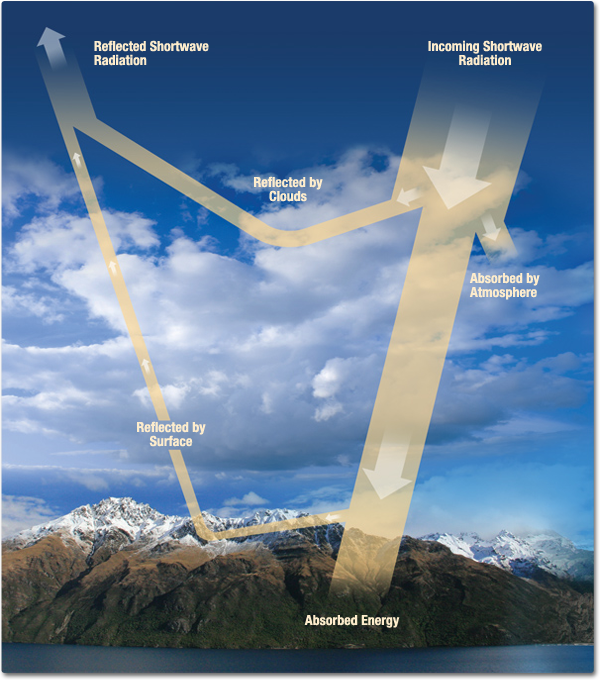 Reflected Shortwave
Radiation
Incoming Shortwave
Radiation
Reflected by
Clouds
Absorbed by
Atmosphere
Reflected by
Surface
Absorbed Energy